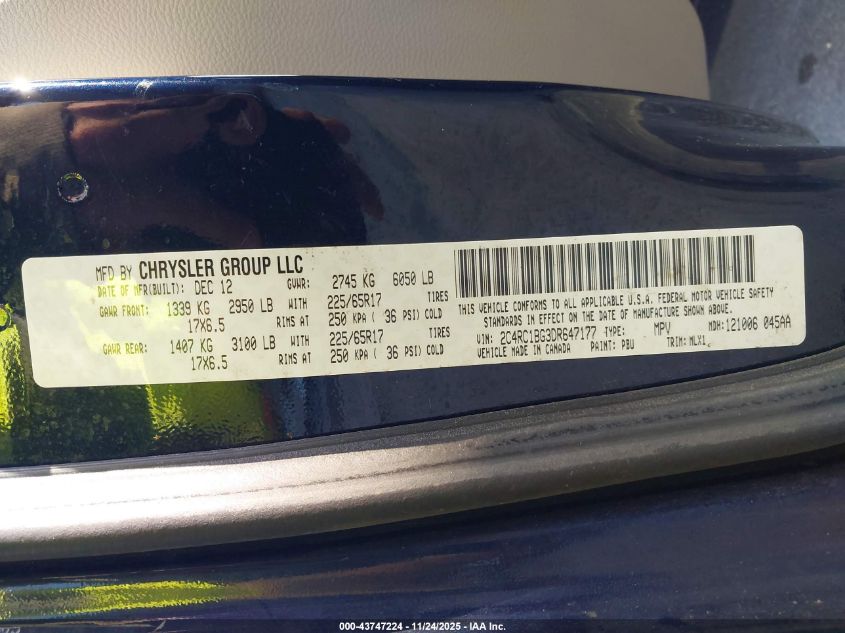 MFD BY CHRYSLER GROUP LLC
DATE OF MFR(BUILT): DEC 12 GVWR: 2745 KG 6050 LB
GAWR FRONT: 1339 KG 2950 LB WITH 225/65R17 TIRES
17X6.5 RIMS AT 250 KPA ( 36 PSI) COLD
GAWR REAR: 1407 KG 3100 LB WITH 225/65R17 TIRES
17X6.5 RIMS AT 250 KPA ( 36 PSI) COLD
THIS VEHICLE CONFORMS TO ALL APPLICABLE U.S.A. FEDERAL MOTOR VEHICLE SAFETY
STANDARDS IN EFFECT ON THE DATE OF MANUFACTURE SHOWN ABOVE.
VIN: 2C4RC1BG3DR647177 TYPE: MPV MDH:121006 045AA
VEHICLE MADE IN CANADA PAINT: PBU TRIM: MLX1
000-43747224 - 11/24/2025 - IAA Inc.